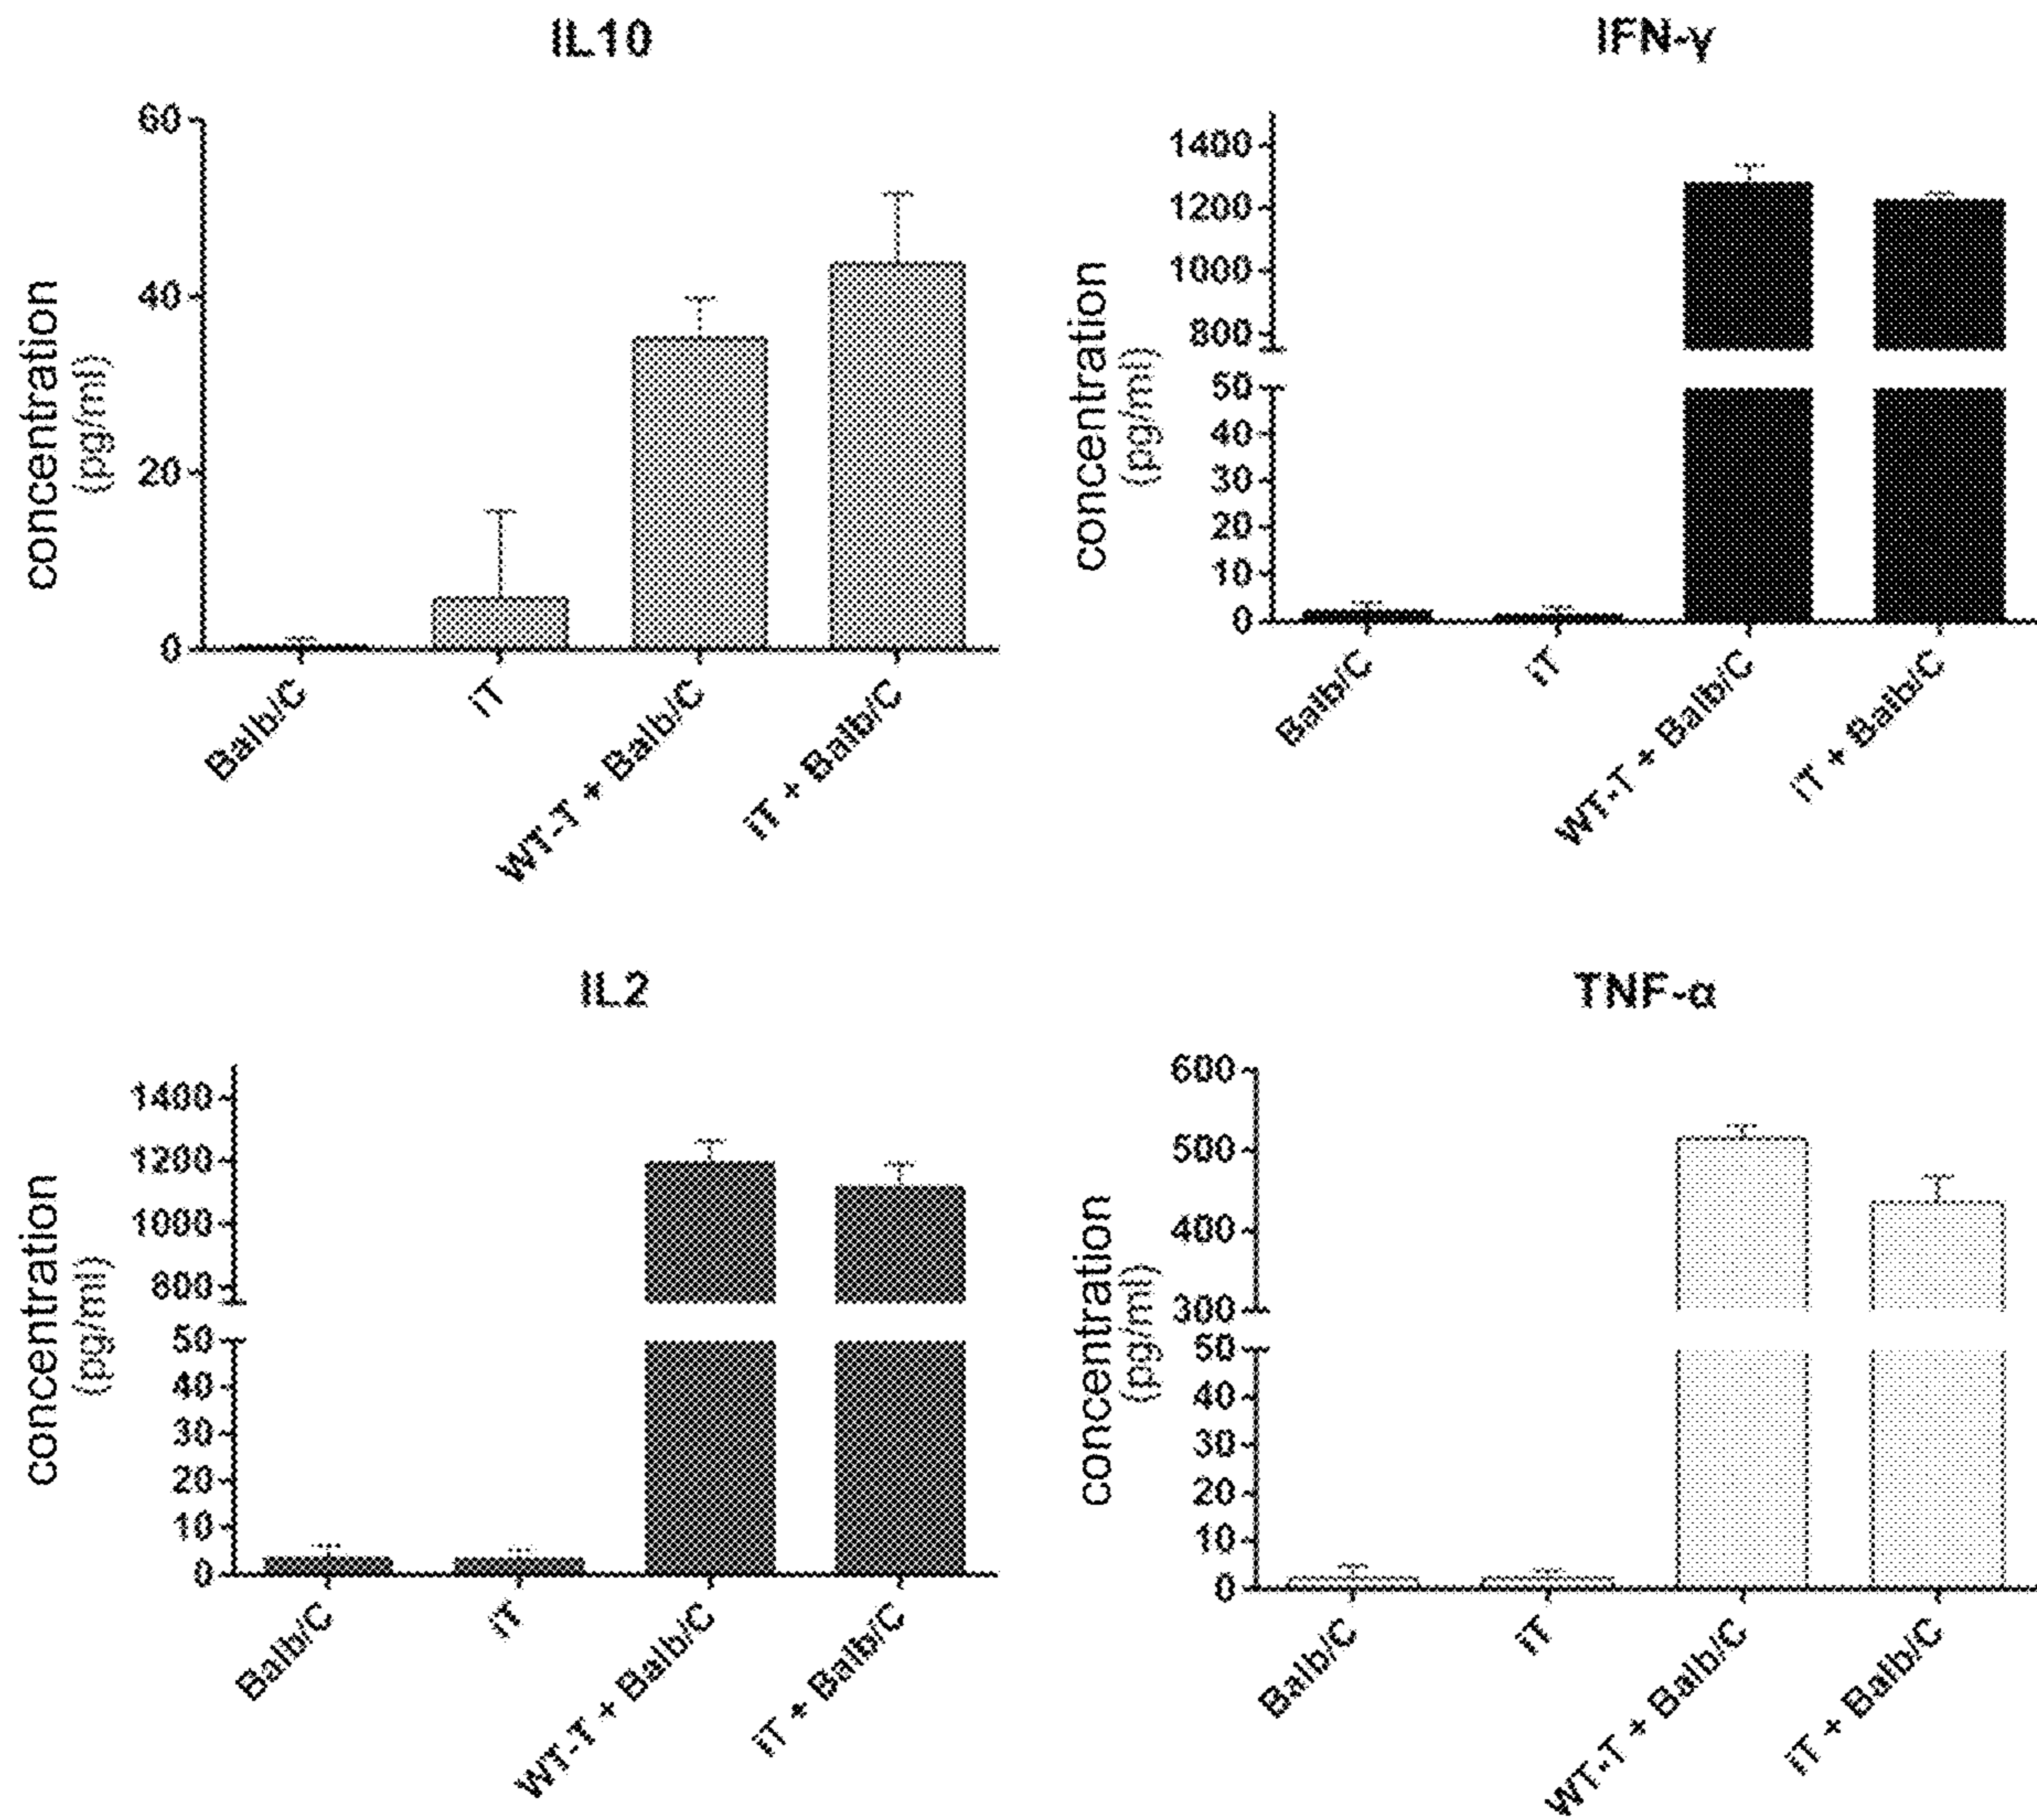 IL10
60
40
20
0
concentration
(pg/ml)
Balb/C
iT
WT-T + Balb/C
iT + Balb/C
IFN-γ
1400
1200
1000
800
50
40
30
20
10
0
concentration
(pg/ml)
Balb/C
iT
WT-T + Balb/C
iT + Balb/C
IL2
1400
1200
1000
800
50
40
30
20
10
0
concentration
(pg/ml)
Balb/C
iT
WT-T + Balb/C
iT + Balb/C
TNF-α
600
500
400
300
50
40
30
20
10
0
concentration
(pg/ml)
Balb/C
iT
WT-T + Balb/C
iT + Balb/C